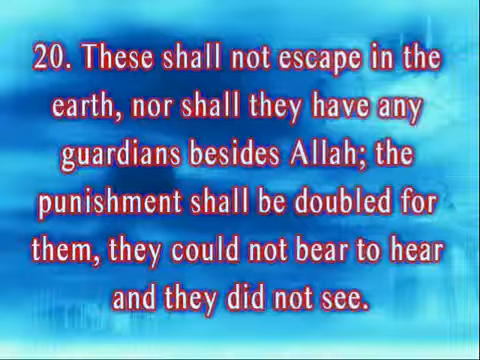 20. These shall not escape in the
earth, nor shall they have any
guardians besides Allah; the
punishment shall be doubled for
them, they could not bear to hear
and they did not see.